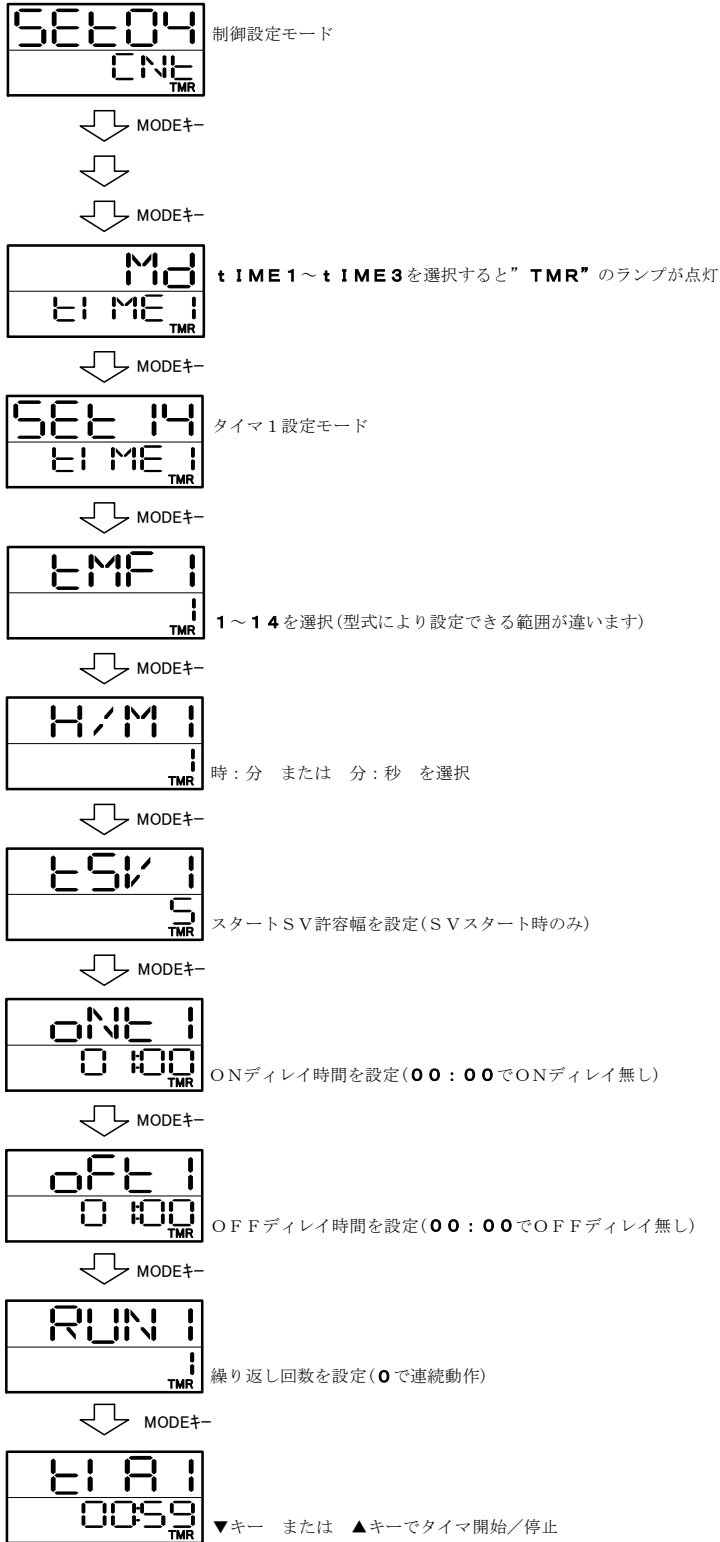 SEt04
制御設定モード
CNt
TMR
MODEキー
MODEキー
Md
tIME1～tIME3を選択すると”TMR”のランプが点灯
tIME1
TMR
MODEキー
SEt14
タイマ1設定モード
tIME1
TMR
MODEキー
tMF1
1
TMR
1～14を選択(型式により設定できる範囲が違います)
MODEキー
H/M1
1
TMR
時：分 または 分：秒 を選択
MODEキー
tSV1
5
TMR
スタートSV許容幅を設定(SVスタート時のみ)
MODEキー
oNt1
01:00
TMR
ONディレイ時間を設定(00：00でONディレイ無し)
MODEキー
oFt1
01:00
TMR
OFFディレイ時間を設定(00：00でOFFディレイ無し)
MODEキー
RUN1
1
TMR
繰り返し回数を設定(0で連続動作)
MODEキー
tIA1
00:59
TMR
▼キー または ▲キーでタイマ開始／停止